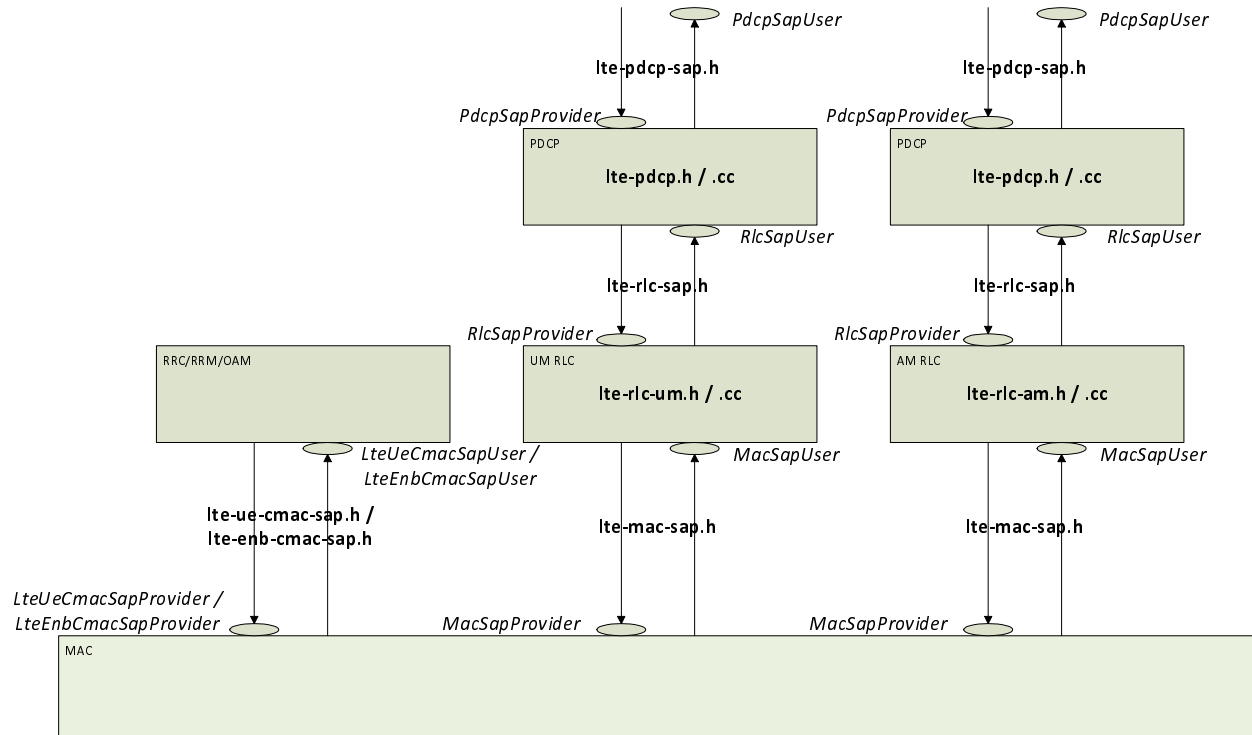 PdcpSapUser
PdcpSapUser
lte-pdcp-sap.h
lte-pdcp-sap.h
PdcpSapProvider
PdcpSapProvider
PDCP
PDCP
lte-pdcp.h / .cc
lte-pdcp.h / .cc
RlcSapUser
RlcSapUser
lte-rlc-sap.h
lte-rlc-sap.h
RlcSapProvider
RlcSapProvider
RRC/RRM/OAM
UM RLC
AM RLC
lte-rlc-um.h / .cc
lte-rlc-am.h / .cc
LteUeCmacSapUser /
LteEnbCmacSapUser
MacSapUser
MacSapUser
lte-ue-cmac-sap.h /
lte-enb-cmac-sap.h
lte-mac-sap.h
lte-mac-sap.h
LteUeCmacSapProvider /
LteEnbCmacSapProvider
MacSapProvider
MacSapProvider
MAC